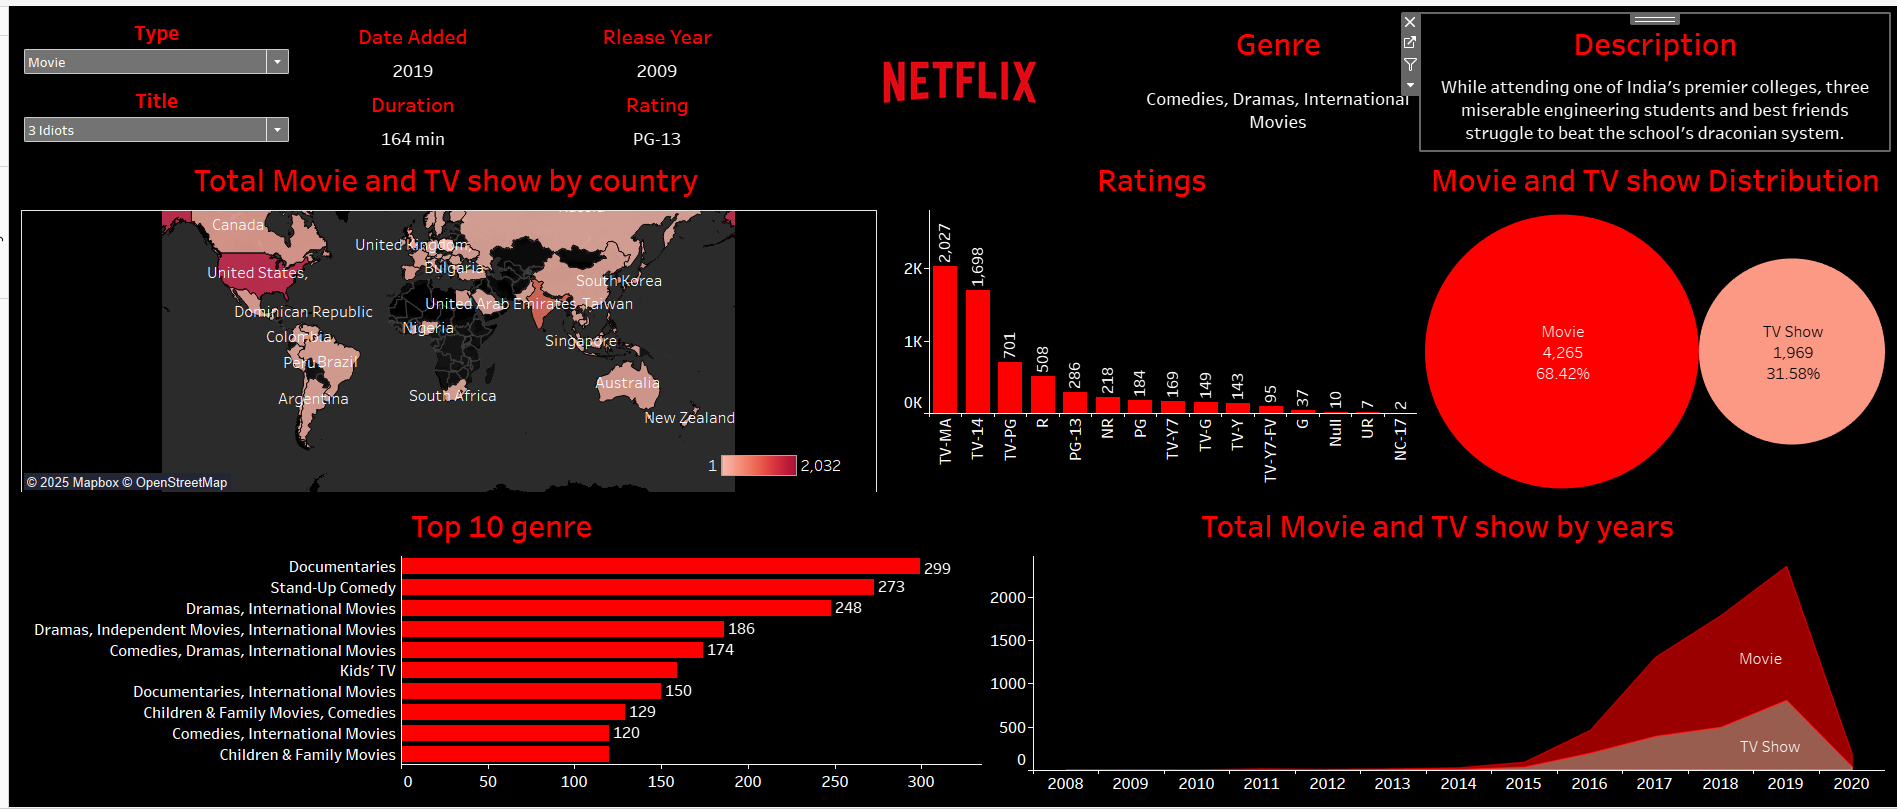 Type
Movie
Title
3 Idiots
Date Added
2019
Duration
164 min
Rlease Year
2009
Rating
PG-13
NETFLIX
Genre
Comedies, Dramas, International
Movies
Description
While attending one of India's premier colleges, three
miserable engineering students and best friends
struggle to beat the school's draconian system.
Total Movie and TV show by country
Canada
United Kingdom
Bulgaria
United States
South Korea
United Arab Emirates
Taiwan
Dominican Republic
Nigeria
Colombia
Singapore
Peru
Brazil
Australia
Argentina
South Africa
New Zealand
1
2,032
© 2025 Mapbox © OpenStreetMap
Ratings
2K
1K
0K
2,027
1,698
701
508
286
218
184
169
149
143
95
37
10
7
2
TV-MA
TV-14
TV-PG
R
PG-13
NR
PG
TV-Y7
TV-G
TV-Y
TV-Y7-FV
G
Null
UR
NC-17
Movie and TV show Distribution
Movie
4,265
68.42%
TV Show
1,969
31.58%
Top 10 genre
Documentaries 299
Stand-Up Comedy 273
Dramas, International Movies 248
Dramas, Independent Movies, International Movies 186
Comedies, Dramas, International Movies 174
Kids' TV
Documentaries, International Movies 150
Children & Family Movies, Comedies 129
Comedies, International Movies 120
Children & Family Movies
0 50 100 150 200 250 300
Total Movie and TV show by years
2000
1500
1000
500
0
Movie
TV Show
2008 2009 2010 2011 2012 2013 2014 2015 2016 2017 2018 2019 2020